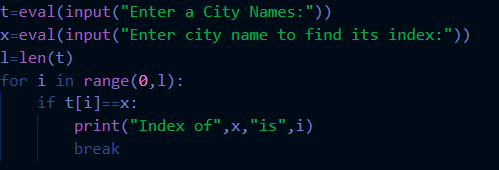 t=eval(input("Enter a City Names:"))
x=eval(input("Enter city name to find its index:"))
l=len(t)
for i in range(0,l):
    if t[i]==x:
        print("Index of",x,"is",i)
        break